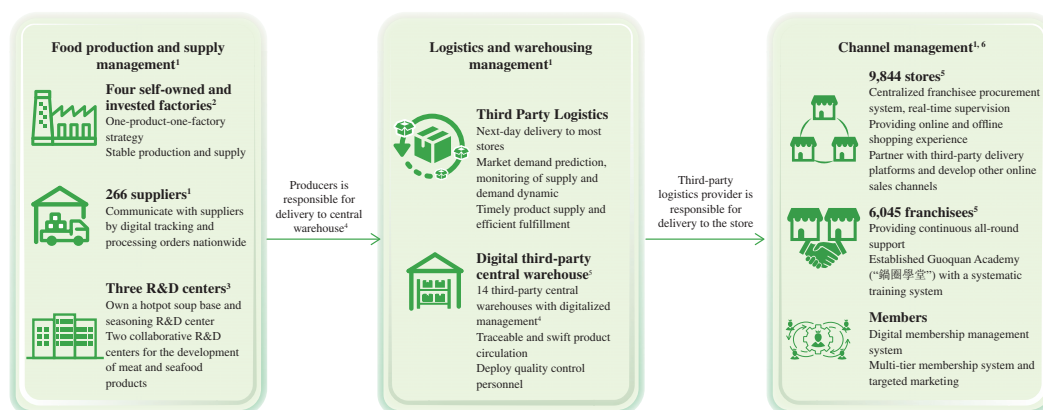 Food production and supply
management1
Four self-owned and
invested factories2
One-product-one-factory
strategy
Stable production and supply
266 suppliers1
Communicate with suppliers
by digital tracking and
processing orders nationwide
Three R&D centers3
Own a hotpot soup base and
seasoning R&D center
Two collaborative R&D
centers for the development
of meat and seafood
products
Producers is
responsible for
delivery to central
warehouse4
Logistics and warehousing
management1
Third Party Logistics
Next-day delivery to most
stores
Market demand prediction,
monitoring of supply and
demand dynamic
Timely product supply and
efficient fulfillment
Digital third-party
central warehouse5
14 third-party central
warehouses with digitalized
management4
Traceable and swift product
circulation
Deploy quality control
personnel
Third-party
logistics provider is
responsible for
delivery to the store
Channel management1, 6
9,844 stores5
Centralized franchisee procurement
system, real-time supervision
Providing online and offline
shopping experience
Partner with third-party delivery
platforms and develop other online
sales channels
6,045 franchisees5
Providing continuous all-round
support
Established Guoquan Academy
(“鍋圈學堂”) with a systematic
training system
Members
Digital membership management
system
Multi-tier membership system and
targeted marketing